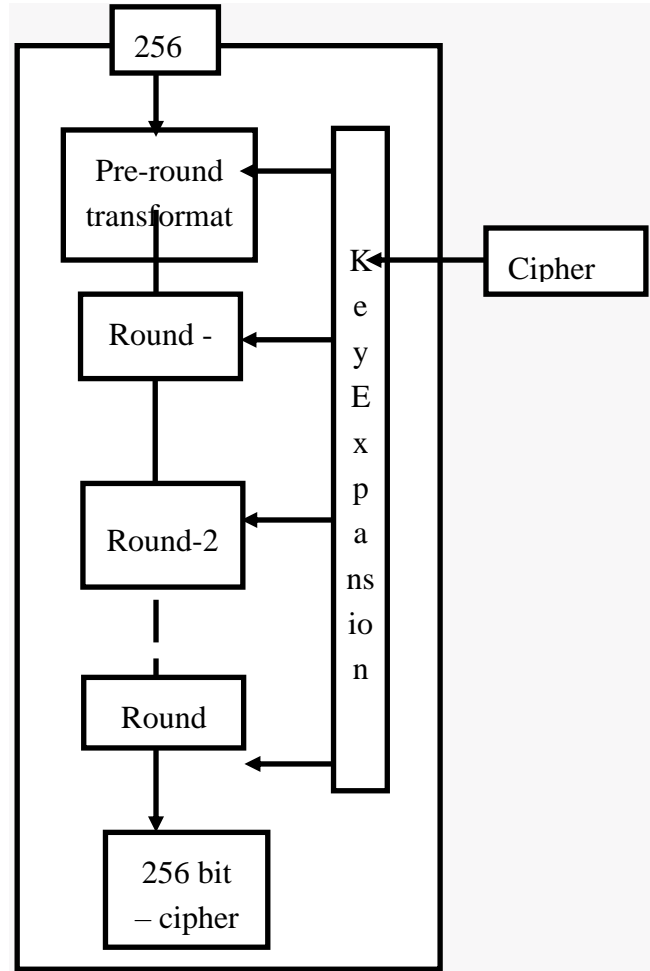 256
Pre-round
transformat
Round -
Round-2
Round
256 bit
– cipher
K
e
y
E
x
p
a
ns
io
n
Cipher